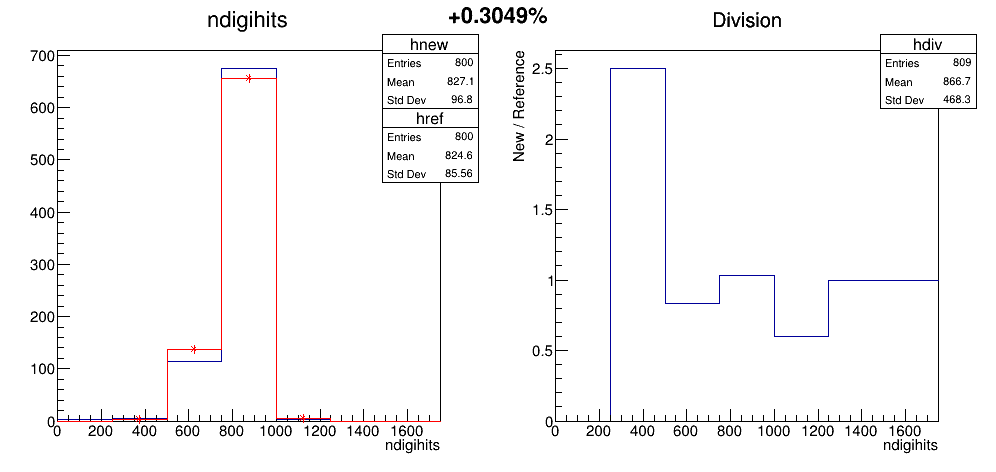 +0.3049%
ndigihits
hnew
Entries 800
Mean 827.1
Std Dev 96.8
href
Entries 800
Mean 824.6
Std Dev 85.56
700
600
500
400
300
200
100
0
0 200 400 600 800 1000 1200 1400 1600
ndigihits
Division
hdiv
Entries 809
Mean 866.7
Std Dev 468.3
New / Reference
2.5
2
1.5
1
0.5
0
0 200 400 600 800 1000 1200 1400 1600
ndigihits